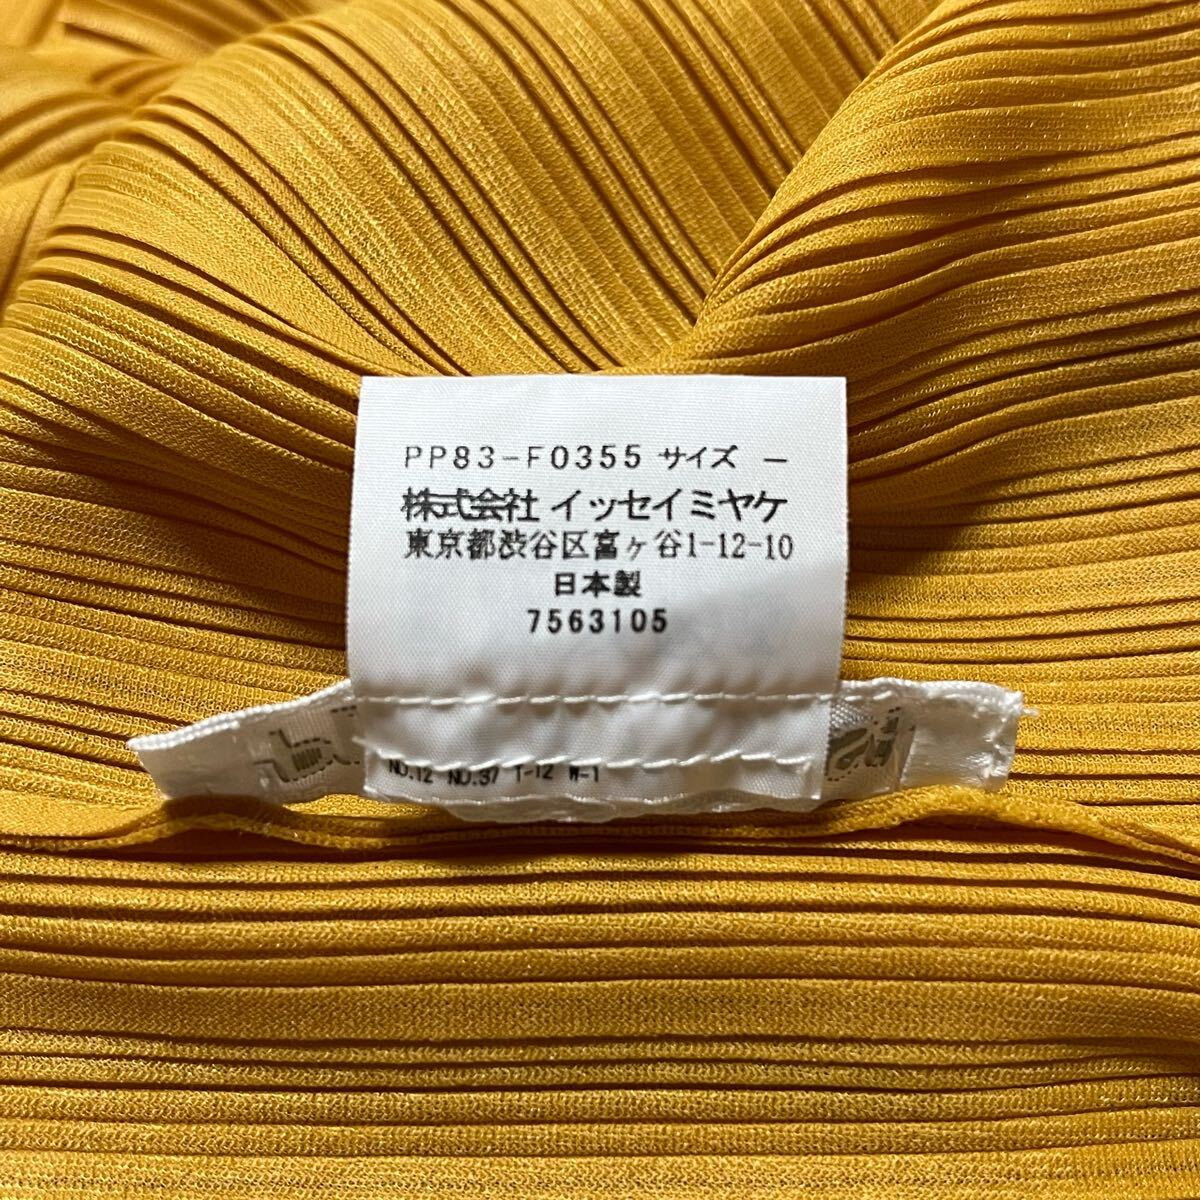 PP83-F0355 サイズ －
株式会社 イッセイミヤケ
東京都渋谷区富ヶ谷1-12-10
日本製
7563105
NO.12 NO.37 T-12 W-1